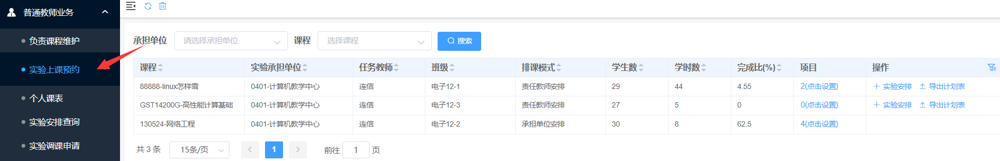 普通教师业务
负责课程维护
实验上课预约
个人课表
实验安排查询
实验调课申请
承担单位 请选择承担单位 课程 选择课程 搜索
课程 实验承担单位 任务教师 班级 排课模式 学生数 学时数 完成比(%) 项目 操作
88888-linux怎样雪 0401-计算机教学中心 连信 电子12-1 责任教师安排 29 44 4.55 2(点击设置) 实验安排 导出计划表
GST14200G-高性能计算基础 0401-计算机教学中心 连信 电子12-3 责任教师安排 27 5 0 0(点击设置) 实验安排 导出计划表
130524-网络工程 0401-计算机教学中心 连信 电子12-2 承担单位安排 30 8 62.5 4(点击设置)
共 3 条 15条/页 1 前往 1 页